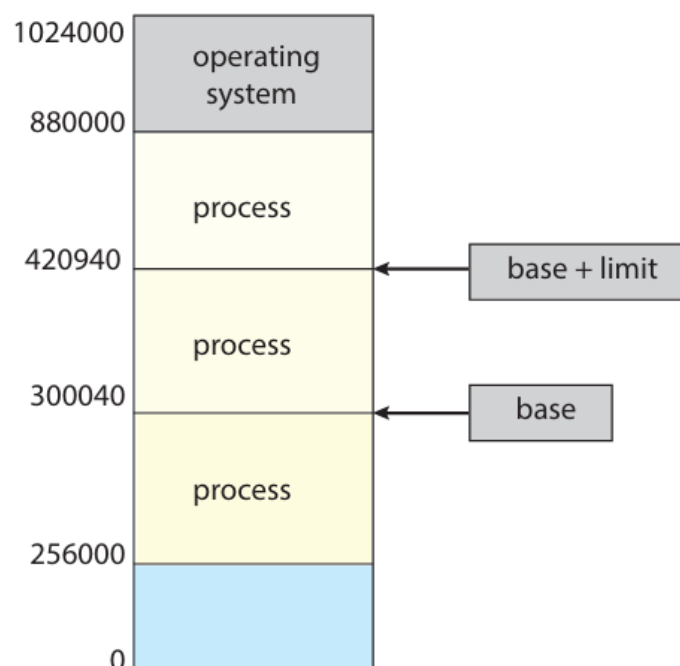 1024000
operating
system
880000
process
420940
base + limit
process
300040
base
process
256000
0